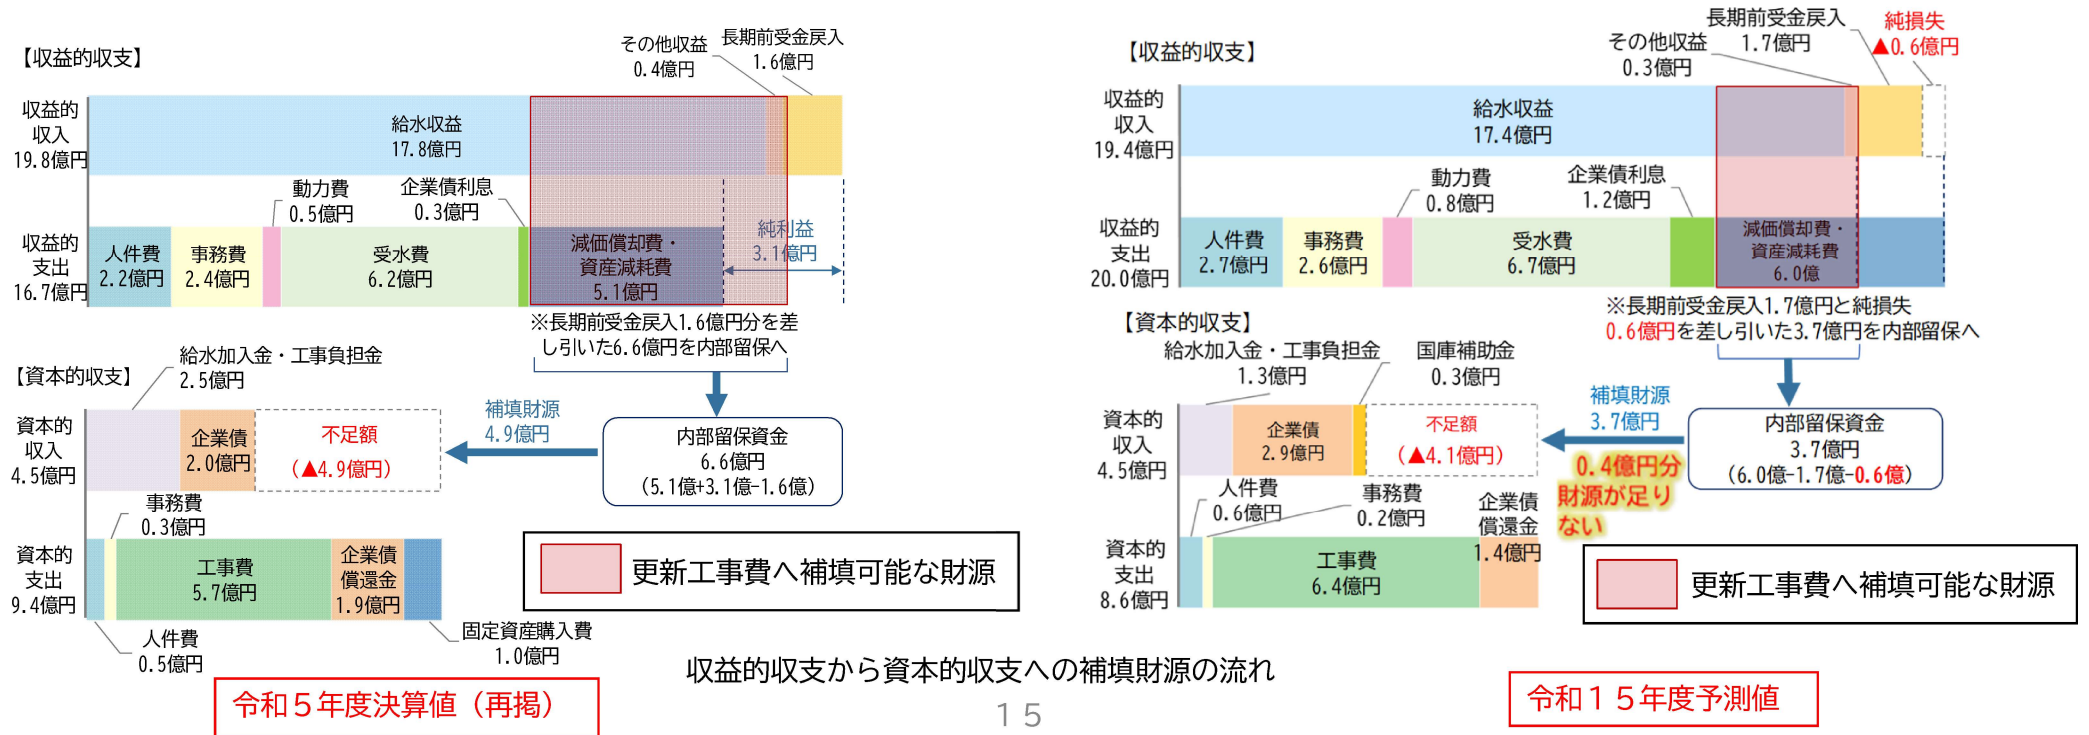 【収益的収支】
その他収益
0.4億円
長期前受金戻入
1.6億円
収益的
収入
19.8億円
給水収益
17.8億円
動力費
0.5億円
企業債利息
0.3億円
純利益
3.1億円
収益的
支出
16.7億円
人件費
2.2億円
事務費
2.4億円
受水費
6.2億円
減価償却費・
資産減耗費
5.1億円
※長期前受金戻入1.6億円分を差
し引いた6.6億円を内部留保へ
【資本的収支】
給水加入金・工事負担金
2.5億円
資本的
収入
4.5億円
企業債
2.0億円
不足額
（▲4.9億円）
補填財源
4.9億円
内部留保資金
6.6億円
（5.1億+3.1億-1.6億）
事務費
0.3億円
資本的
支出
9.4億円
工事費
5.7億円
企業債
償還金
1.9億円
人件費
0.5億円
固定資産購入費
1.0億円
更新工事費へ補填可能な財源
令和５年度決算値（再掲）
【収益的収支】
その他収益
0.3億円
長期前受金戻入
1.7億円
純損失
▲0.6億円
収益的
収入
19.4億円
給水収益
17.4億円
動力費
0.8億円
企業債利息
1.2億円
収益的
支出
20.0億円
人件費
2.7億円
事務費
2.6億円
受水費
6.7億円
減価償却費・
資産減耗費
6.0億
※長期前受金戻入1.7億円と純損失
0.6億円を差し引いた3.7億円を内部留保へ
【資本的収支】
給水加入金・工事負担金
1.3億円
国庫補助金
0.3億円
資本的
収入
4.5億円
企業債
2.9億円
不足額
（▲4.1億円）
補填財源
3.7億円
内部留保資金
3.7億円
（6.0億-1.7億-0.6億）
0.4億円分
財源が足り
ない
人件費
0.6億円
事務費
0.2億円
企業債
償還金
1.4億円
資本的
支出
8.6億円
工事費
6.4億円
更新工事費へ補填可能な財源
収益的収支から資本的収支への補填財源の流れ
令和１５年度予測値
１５